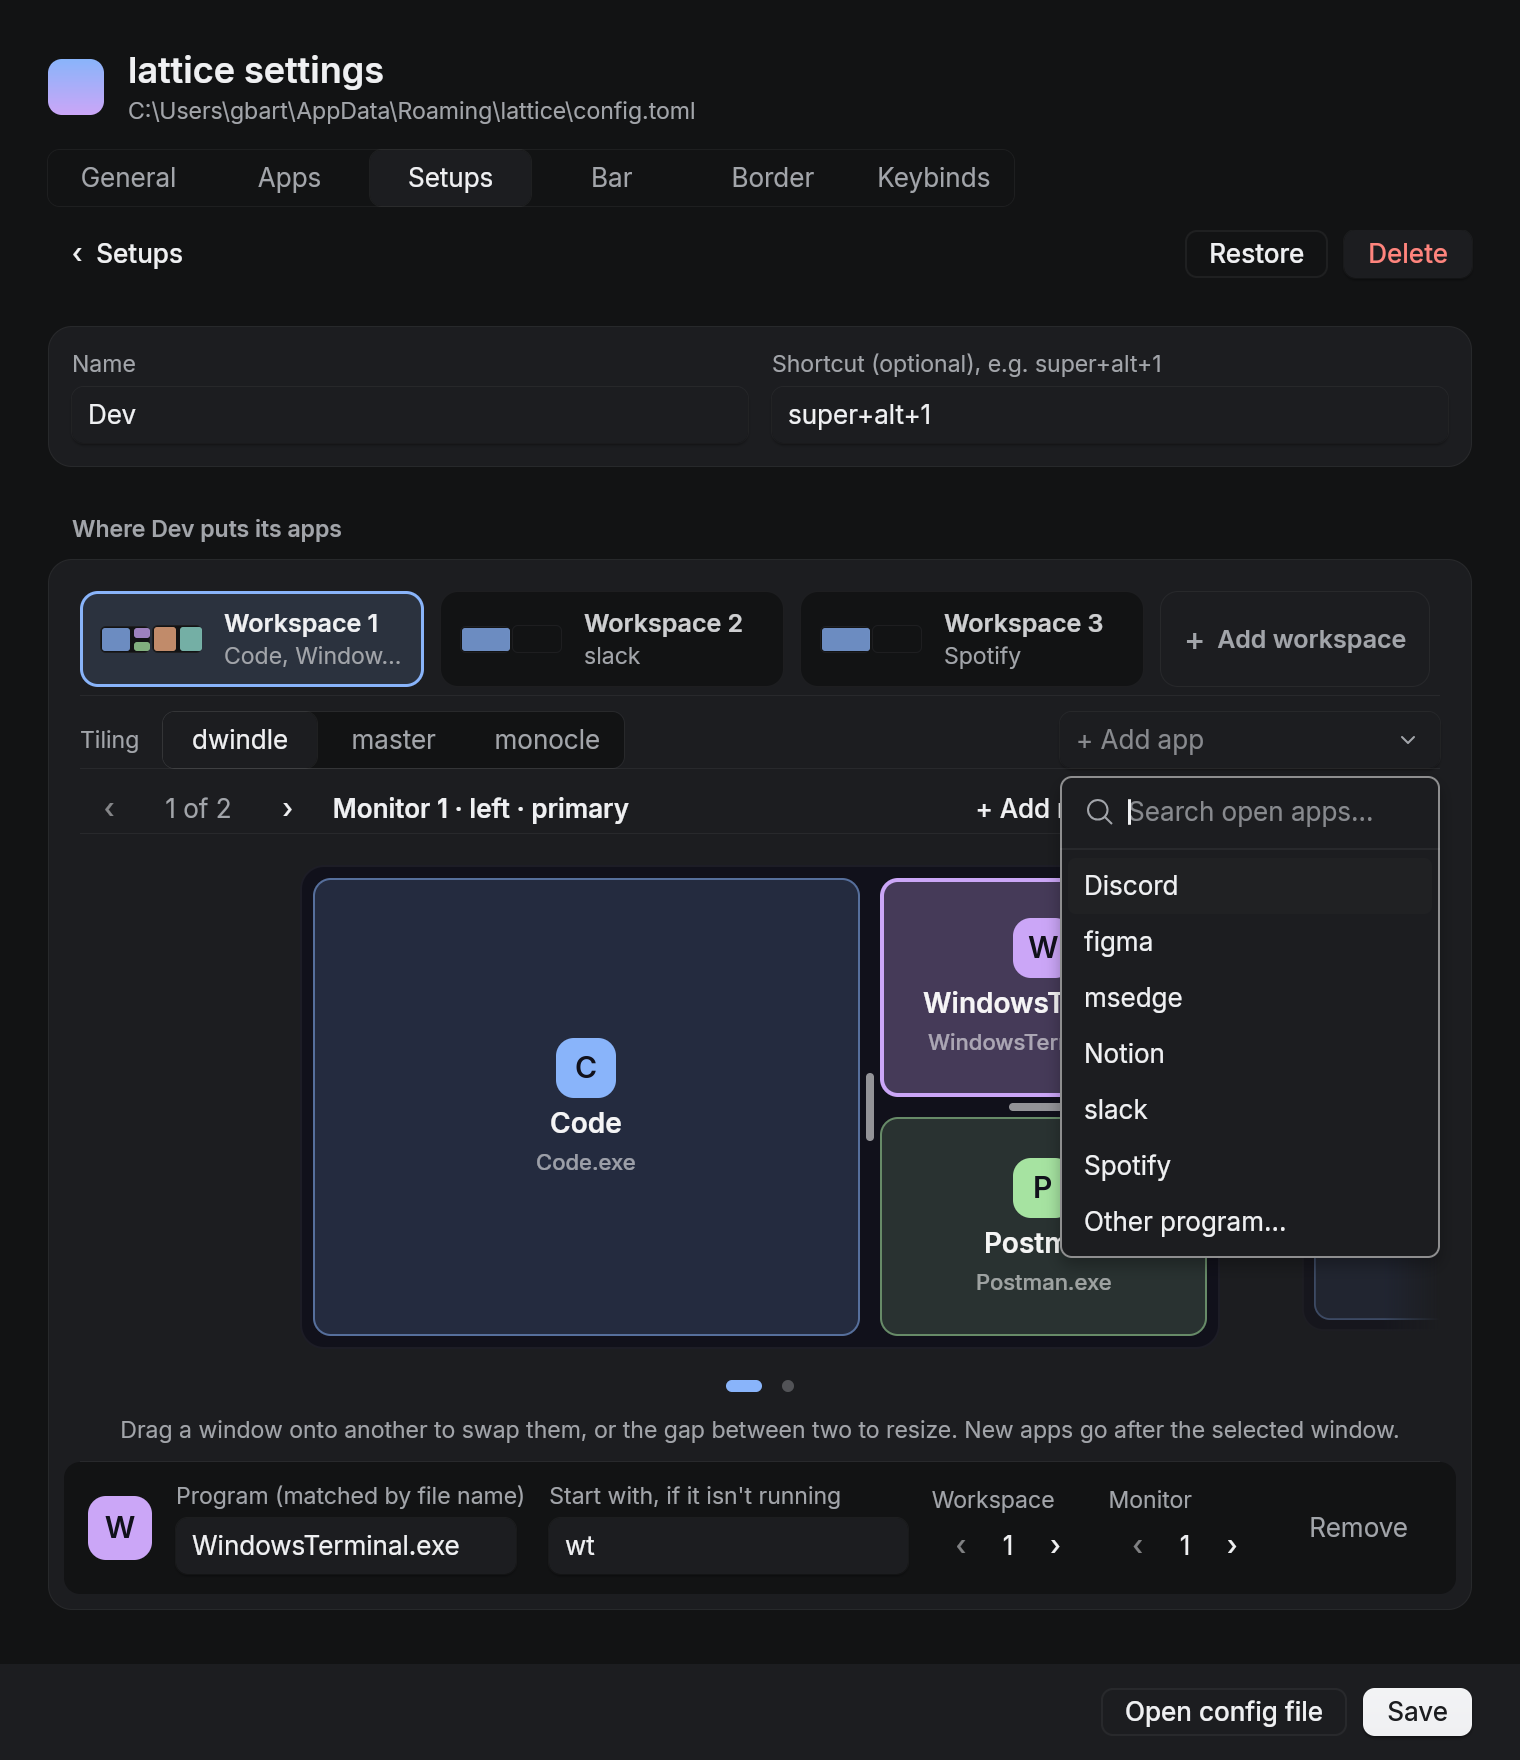 lattice settings
C:\Users\gbart\AppData\Roaming\lattice\config.toml
General Apps Setups Bar Border Keybinds
‹ Setups Restore Delete
Name Shortcut (optional), e.g. super+alt+1
Dev super+alt+1
Where Dev puts its apps
Workspace 1 Workspace 2 Workspace 3 + Add workspace
Code, Window... slack Spotify
Tiling dwindle master monocle + Add app
‹ 1 of 2 › Monitor 1 · left · primary + Add
Search open apps...
Discord
figma
msedge
Notion
slack
Spotify
Other program...
C
Code
Code.exe
W
WindowsT
WindowsTer
P
Postm
Postman.exe
Drag a window onto another to swap them, or the gap between two to resize. New apps go after the selected window.
W
Program (matched by file name) Start with, if it isn't running Workspace Monitor
WindowsTerminal.exe wt ‹ 1 › ‹ 1 › Remove
Open config file Save